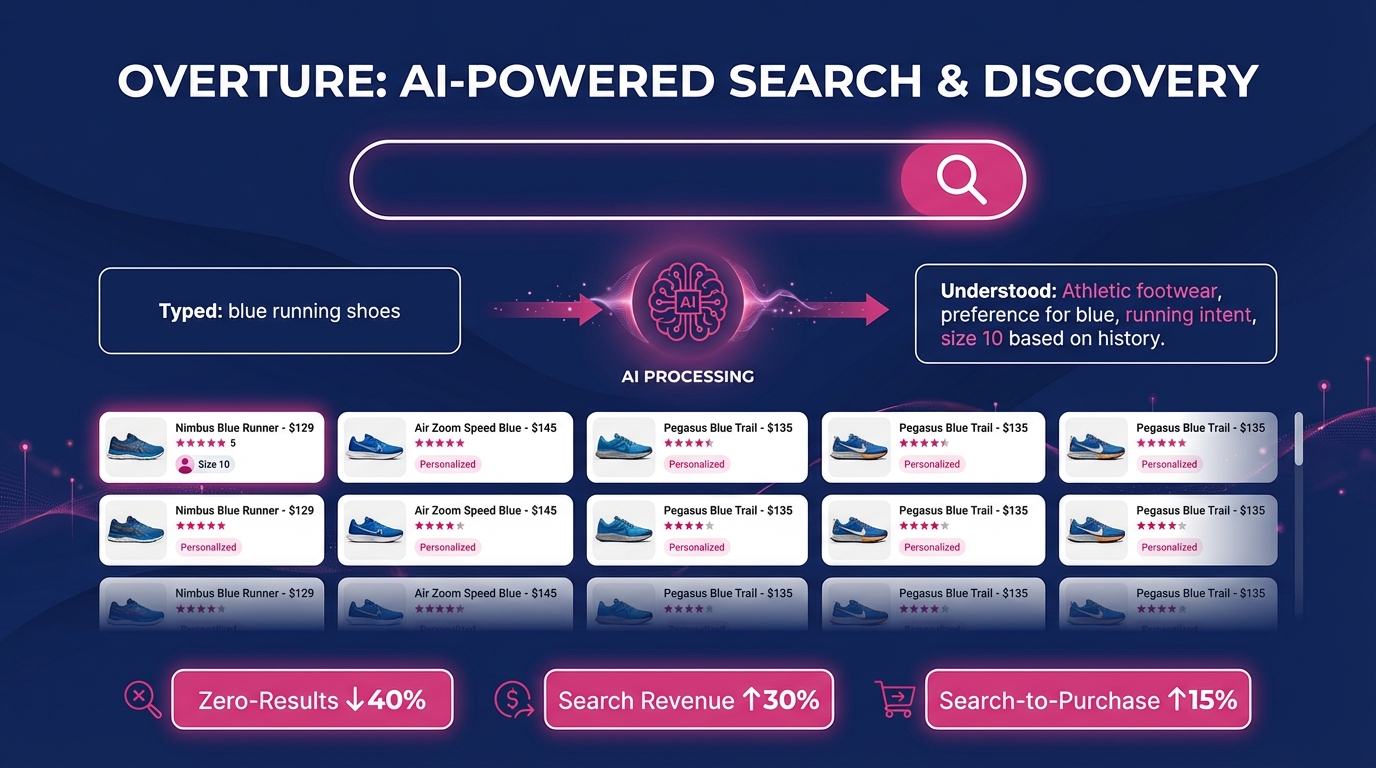 OVERTURE: AI-POWERED SEARCH & DISCOVERY
Typed: blue running shoes
AI
AI PROCESSING
Understood: Athletic footwear,
preference for blue, running intent,
size 10 based on history.
Nimbus Blue Runner - $129
5
Size 10
Air Zoom Speed Blue - $145
Personalized
Pegasus Blue Trail - $135
Personalized
Pegasus Blue Trail - $135
Personalized
Pegasus Blue Trail - $135
Personalized
Nimbus Blue Runner - $129
Personalized
Air Zoom Speed Blue - $145
Personalized
Pegasus Blue Trail - $135
Personalized
Pegasus Blue Trail - $135
Personalized
Pegasus Blue Trail - $135
Personalized
Nimbus Blue Runner - $129
Air Zoom Speed Blue - $145
Pegasus Blue Trail - $135
Pegasus Blue Trail - $135
Pegasus Blue Trail - $135
Zero-Results ↓40%
$
Search Revenue ↑30%
Search-to-Purchase ↑15%